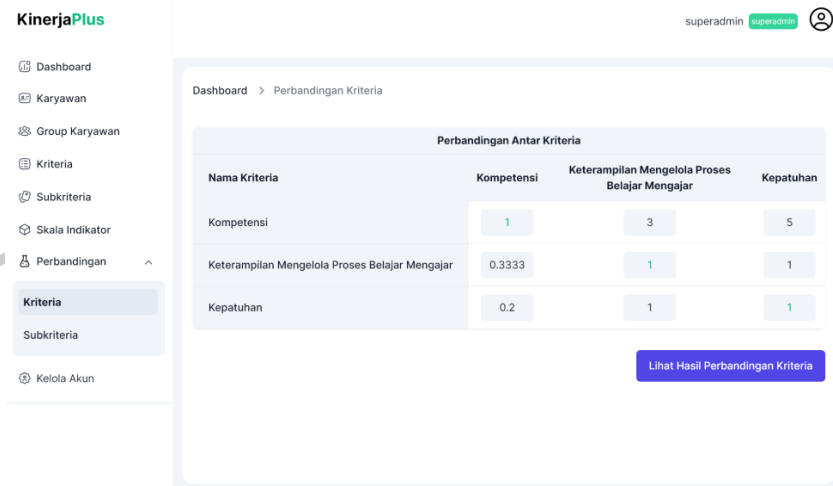 KinerjaPlus
superadmin superadmin
Dashboard
Karyawan
Group Karyawan
Kriteria
Subkriteria
Skala Indikator
Perbandingan
Kriteria
Subkriteria
Kelola Akun
Dashboard > Perbandingan Kriteria
Perbandingan Antar Kriteria
Nama Kriteria Kompetensi Keterampilan Mengelola Proses Belajar Mengajar Kepatuhan
Kompetensi 1 3 5
Keterampilan Mengelola Proses Belajar Mengajar 0.3333 1 1
Kepatuhan 0.2 1 1
Lihat Hasil Perbandingan Kriteria